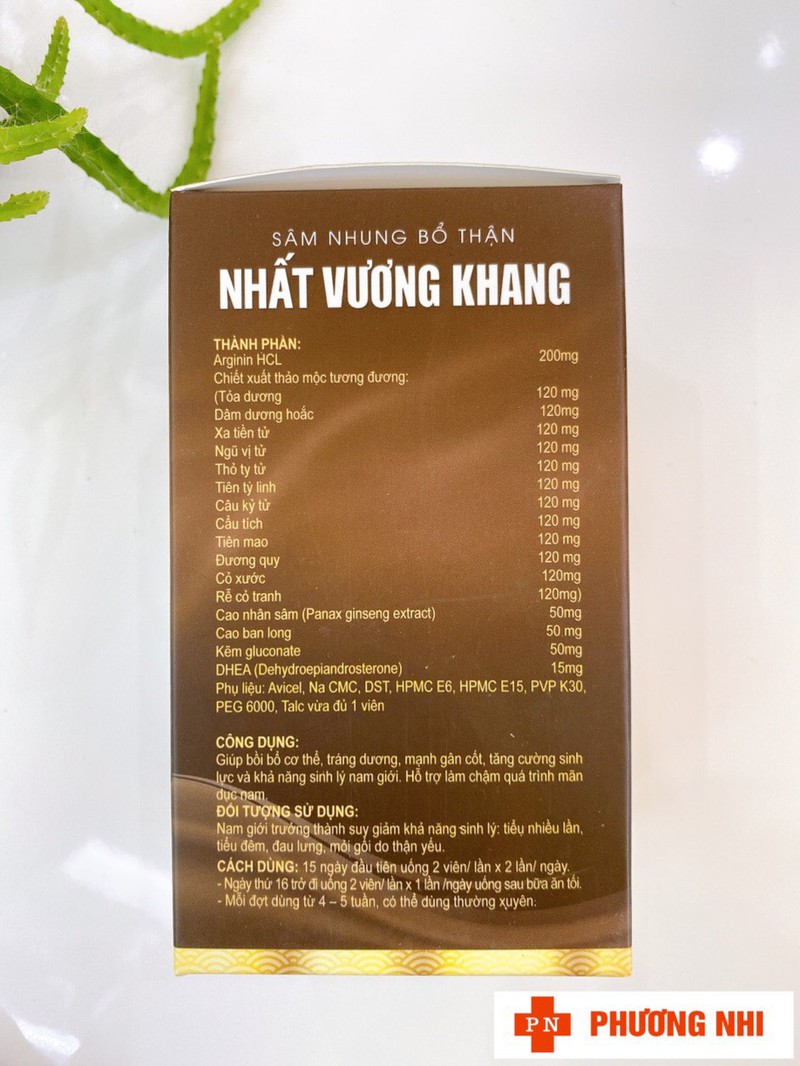 SÂM NHUNG BỔ THẬN
NHẤT VƯƠNG KHANG
THÀNH PHẦN:
Arginin HCL 200mg
Chiết xuất thảo mộc tương đương:
(Tỏa dương 120 mg
Dâm dương hoắc 120mg
Xa tiền tử 120 mg
Ngũ vị tử 120 mg
Thỏ ty tử 120 mg
Tiên tỳ linh 120 mg
Câu kỷ tử 120 mg
Cẩu tích 120 mg
Tiên mao 120 mg
Đương quy 120 mg
Cỏ xước 120mg
Rễ cỏ tranh 120mg)
Cao nhân sâm (Panax ginseng extract) 50mg
Cao ban long 50 mg
Kẽm gluconate 50mg
DHEA (Dehydroepiandrosterone) 15mg
Phụ liệu: Avicel, Na CMC, DST, HPMC E6, HPMC E15, PVP K30,
PEG 6000, Talc vừa đủ 1 viên
CÔNG DỤNG:
Giúp bồi bổ cơ thể, tráng dương, mạnh gân cốt, tăng cường sinh
lực và khả năng sinh lý nam giới. Hỗ trợ làm chậm quá trình mãn
dục nam.
ĐỐI TƯỢNG SỬ DỤNG:
Nam giới trưởng thành suy giảm khả năng sinh lý: tiểu nhiều lần,
tiểu đêm, đau lưng, mỏi gối do thận yếu.
CÁCH DÙNG: 15 ngày đầu tiên uống 2 viên/ lần x 2 lần/ ngày.
- Ngày thứ 16 trở đi uống 2 viên/ lần x 1 lần /ngày uống sau bữa ăn tối.
- Mỗi đợt dùng từ 4 – 5 tuần, có thể dùng thường xuyên.
PN PHƯƠNG NHI